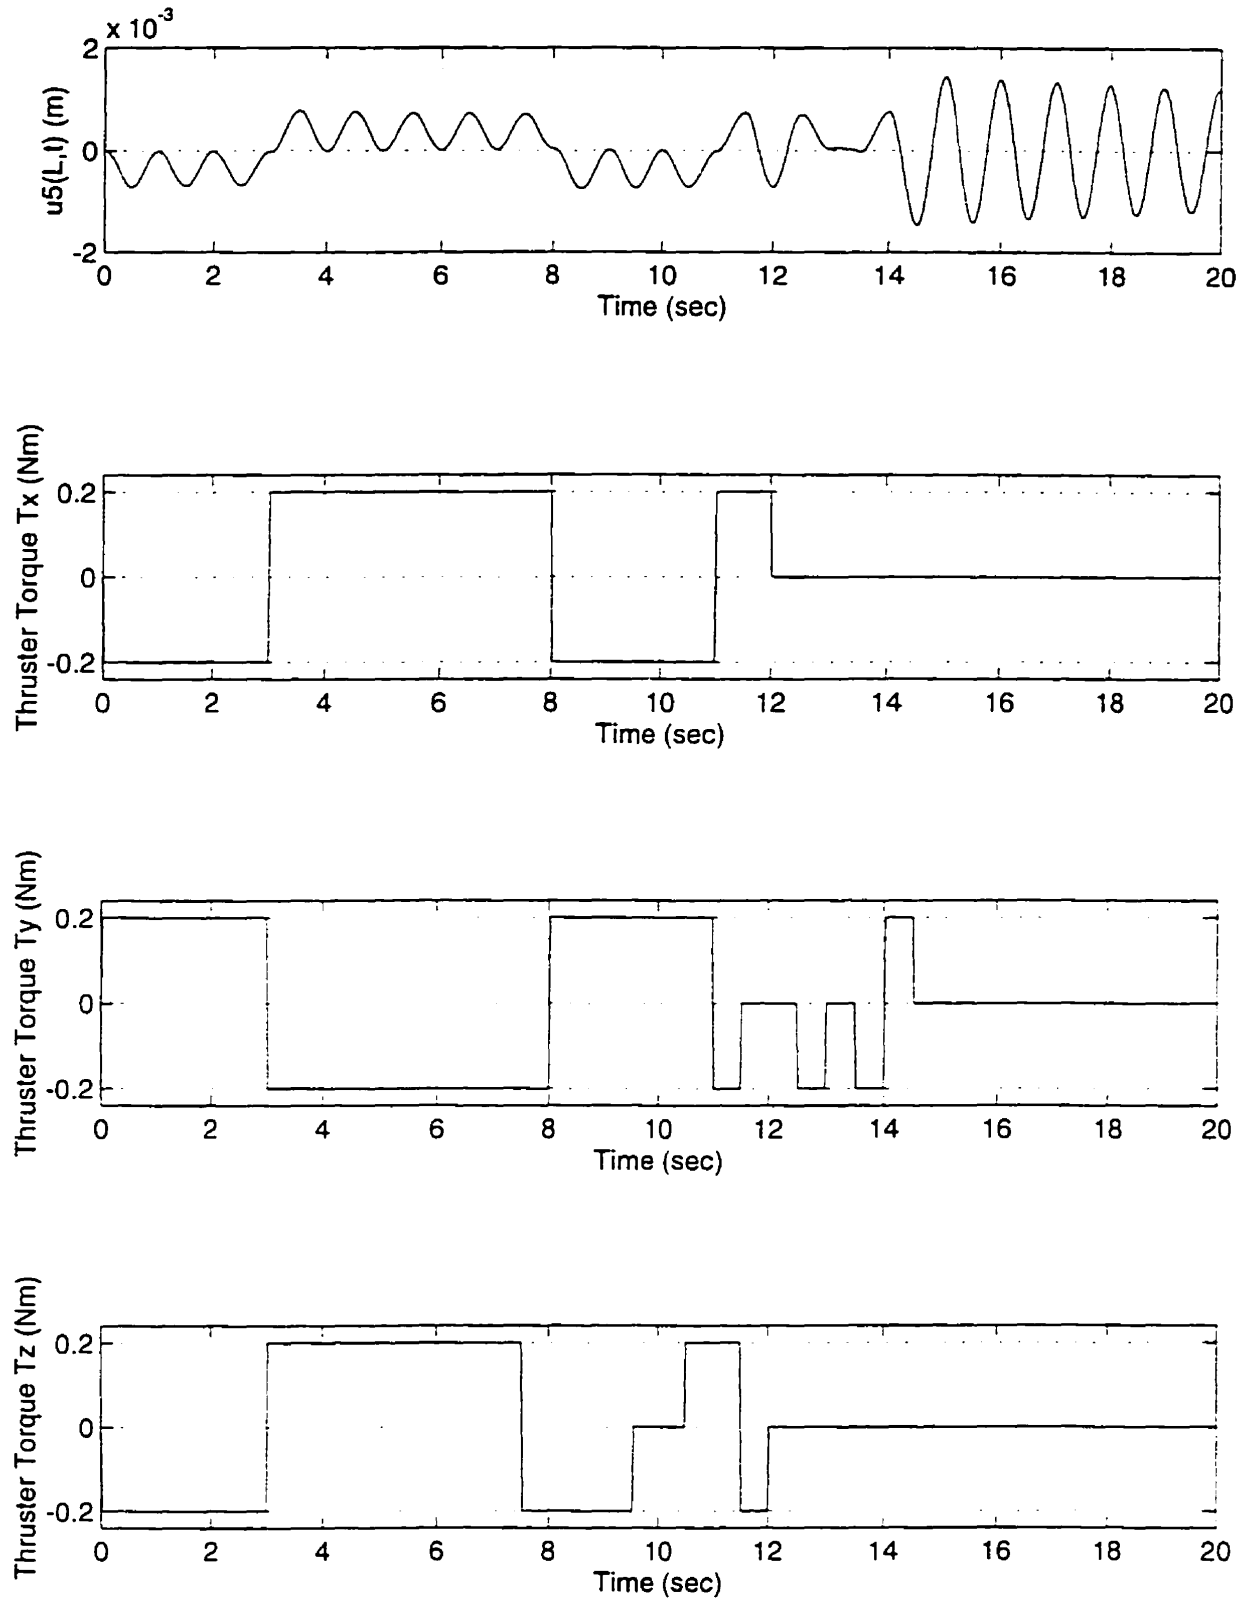 x 10^-3
u5(L,t) (m)
2
0
-2
0 2 4 6 8 10 12 14 16 18 20
Time (sec)
Thruster Torque Tx (Nm)
0.2
0
-0.2
0 2 4 6 8 10 12 14 16 18 20
Time (sec)
Thruster Torque Ty (Nm)
0.2
0
-0.2
0 2 4 6 8 10 12 14 16 18 20
Time (sec)
Thruster Torque Tz (Nm)
0.2
0
-0.2
0 2 4 6 8 10 12 14 16 18 20
Time (sec)